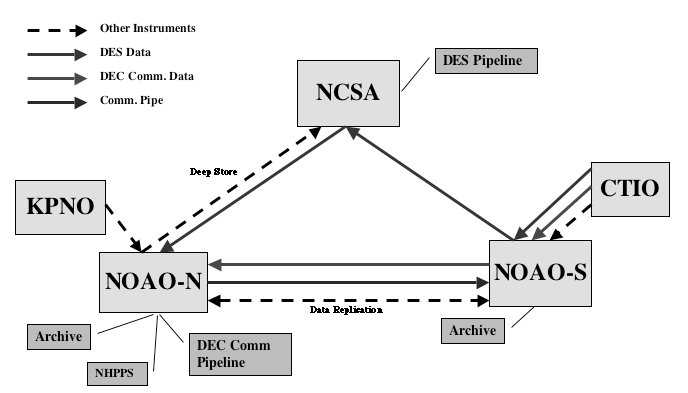 Other Instruments
DES Data
DEC Comm. Data
Comm. Pipe
DES Pipeline
NCSA
Deep Store
KPNO
CTIO
NOAO-N
NOAO-S
Data Replication
Archive
Archive
NHPPS
DEC Comm
Pipeline